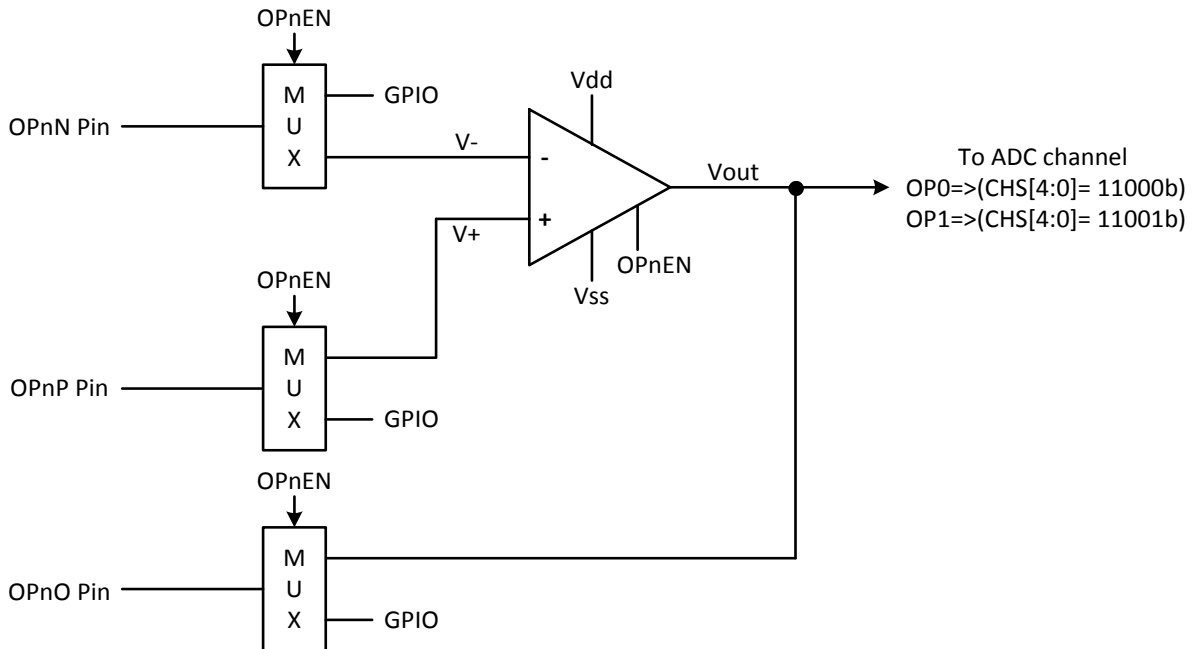 OPnEN
M
U
X
OPnN Pin
GPIO
V-
Vdd
-
+
V+
Vout
OPnEN
Vss
To ADC channel
OP0=>(CHS[4:0]= 11000b)
OP1=>(CHS[4:0]= 11001b)
OPnEN
M
U
X
OPnP Pin
GPIO
OPnEN
M
U
X
OPnO Pin
GPIO